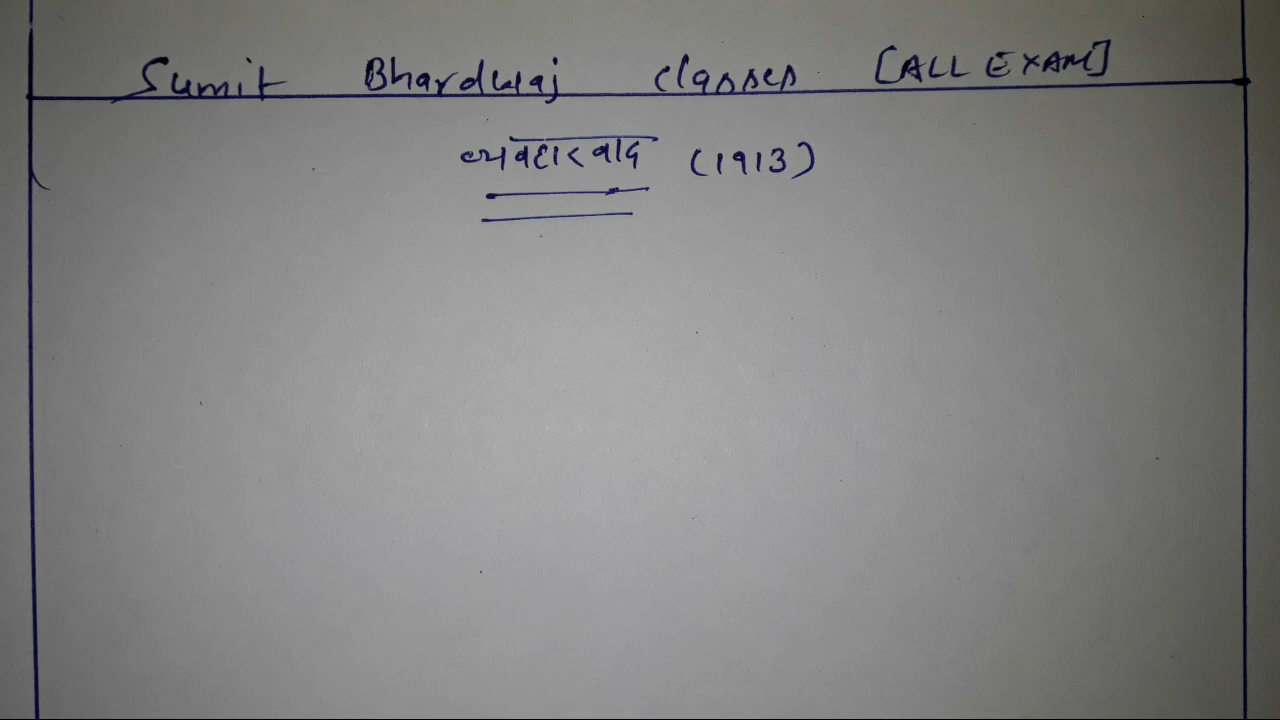 Sumit Bhardwaj classes [ALL EXAM]
व्यवहारवाद (1913)